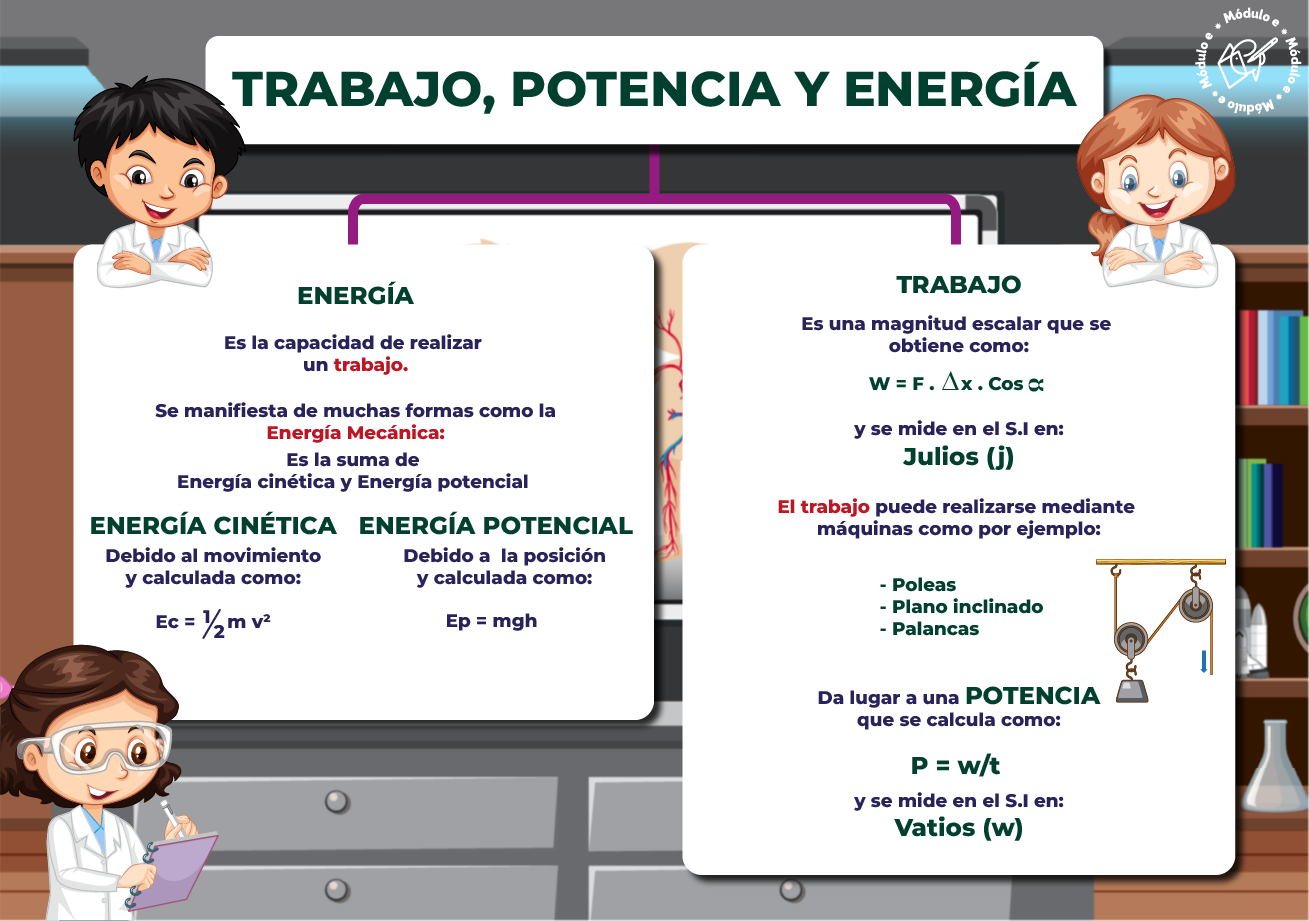 TRABAJO, POTENCIA Y ENERGÍA
Módulo e * Módulo e * Módulo e * Módulo e *
ENERGÍA
Es la capacidad de realizar
un trabajo.
Se manifiesta de muchas formas como la
Energía Mecánica:
Es la suma de
Energía cinética y Energía potencial
ENERGÍA CINÉTICA
Debido al movimiento
y calculada como:
Ec = 1/2 m v²
ENERGÍA POTENCIAL
Debido a la posición
y calculada como:
Ep = mgh
TRABAJO
Es una magnitud escalar que se
obtiene como:
W = F . Δx . Cos α
y se mide en el S.I en:
Julios (j)
El trabajo puede realizarse mediante
máquinas como por ejemplo:
- Poleas
- Plano inclinado
- Palancas
Da lugar a una POTENCIA
que se calcula como:
P = w/t
y se mide en el S.I en:
Vatios (w)